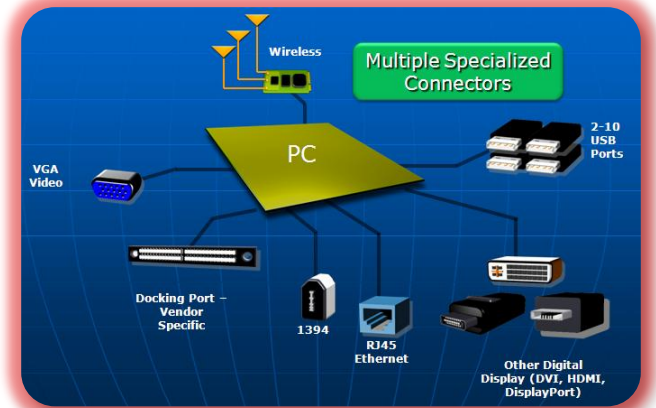 Wireless
Multiple Specialized
Connectors
PC
2-10
USB
Ports
VGA
Video
Docking Port –
Vendor
Specific
1394
RJ45
Ethernet
Other Digital
Display (DVI, HDMI,
DisplayPort)